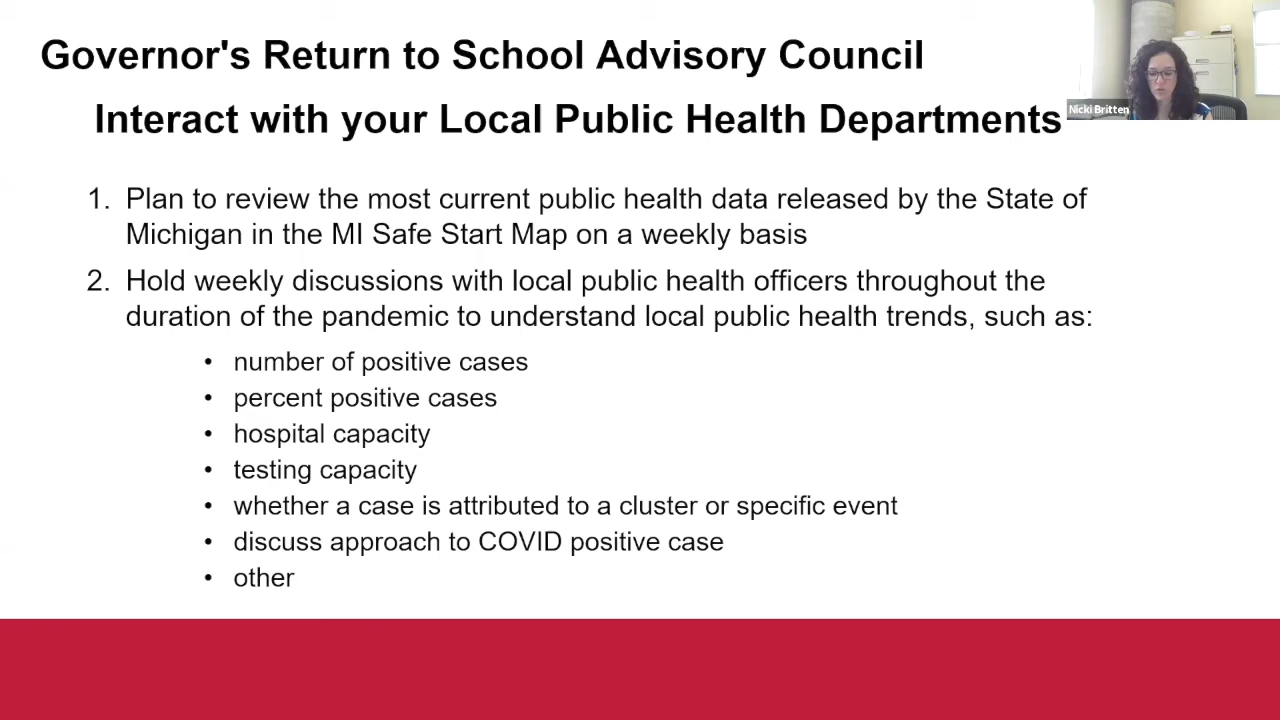 Governor's Return to School Advisory Council
Interact with your Local Public Health Departments
Nicki Britten
1. Plan to review the most current public health data released by the State of
Michigan in the MI Safe Start Map on a weekly basis
2. Hold weekly discussions with local public health officers throughout the
duration of the pandemic to understand local public health trends, such as:
• number of positive cases
• percent positive cases
• hospital capacity
• testing capacity
• whether a case is attributed to a cluster or specific event
• discuss approach to COVID positive case
• other